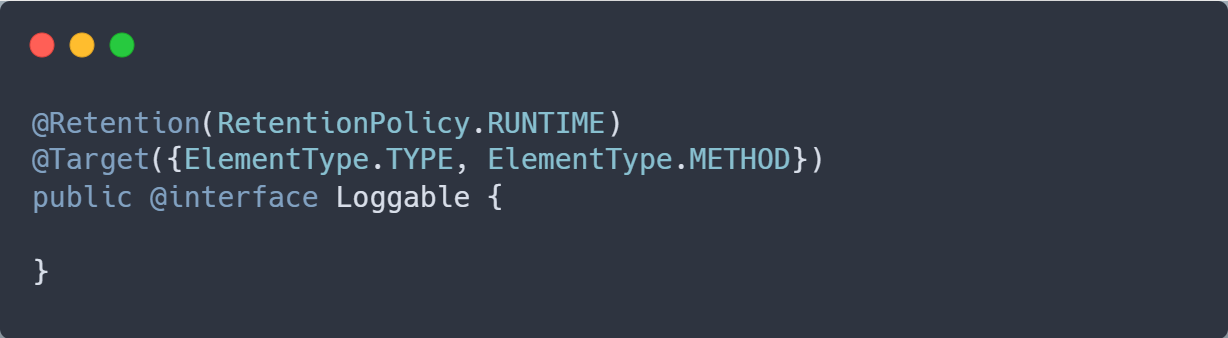 @Retention(RetentionPolicy.RUNTIME)
@Target({ElementType.TYPE, ElementType.METHOD})
public @interface Loggable {
}